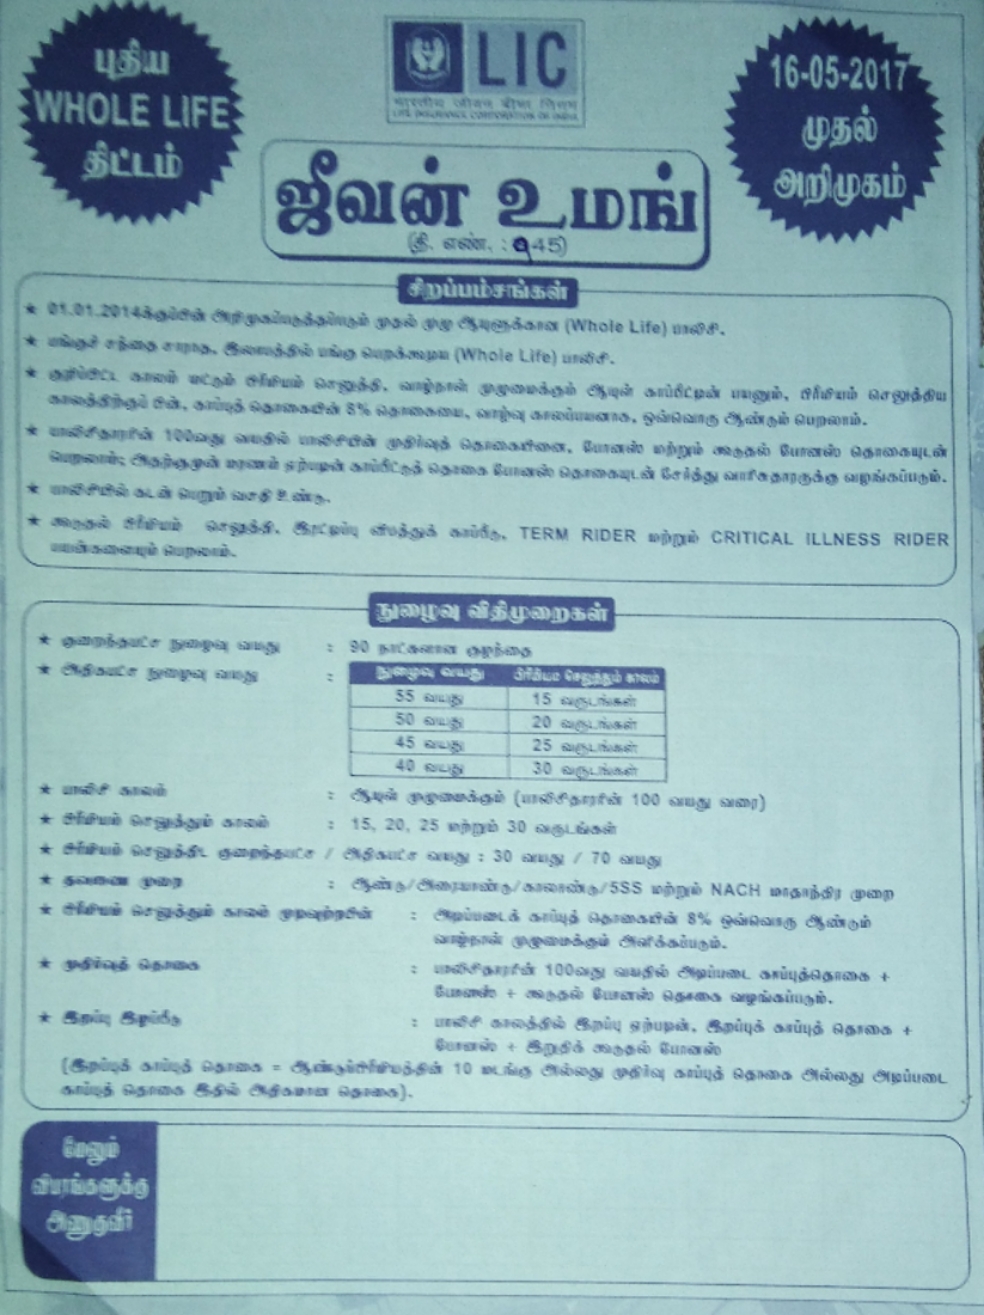 புதிய
WHOLE LIFE
திட்டம்
LIC
भारतीय जीवन बीमा निगम
LIFE INSURANCE CORPORATION OF INDIA
16-05-2017
முதல்
அறிமுகம்
ஜீவன் உமங்
(தி. எண். : 945)
சிறப்பம்சங்கள்
★ 01.01.2014க்குப்பின் அறிமுகப்படுத்தப்படும் முதல் முழு ஆயுளுக்கான (Whole Life) பாலிசி.
★ பங்குச் சந்தை சாராத, இலாபத்தில் பங்கு பெறக்கூடிய (Whole Life) பாலிசி.
★ குறிப்பிட்ட காலம் மட்டும் பிரீமியம் செலுத்தி, வாழ்நாள் முழுமைக்கும் ஆயுள் காப்பீட்டின் பயனும், பிரீமியம் செலுத்திய
காலத்திற்குப் பின், காப்புத் தொகையின் 8% தொகையை, வாழ்வு காலப்பயனாக, ஒவ்வொரு ஆண்டும் பெறலாம்.
★ பாலிசிதாரரின் 100வது வயதில் பாலிசியின் முதிர்வுத் தொகையினை, போனஸ் மற்றும் கூடுதல் போனஸ் தொகையுடன்
பெறலாம்; அதற்குமுன் மரணம் ஏற்படின் காப்பீட்டுத் தொகை போனஸ் தொகையுடன் சேர்த்து வாரிசுதாரருக்கு வழங்கப்படும்.
★ பாலிசியில் கடன் பெறும் வசதி உண்டு.
★ கூடுதல் பிரீமியம் செலுத்தி, இரட்டிப்பு விபத்துக் காப்பீடு, TERM RIDER மற்றும் CRITICAL ILLNESS RIDER
பயன்களையும் பெறலாம்.
நுழைவு விதிமுறைகள்
★ குறைந்தபட்ச நுழைவு வயது : 90 நாட்களான குழந்தை
★ அதிகபட்ச நுழைவு வயது :
நுழைவு வயது பிரீமியம் செலுத்தும் காலம்
55 வயது 15 வருடங்கள்
50 வயது 20 வருடங்கள்
45 வயது 25 வருடங்கள்
40 வயது 30 வருடங்கள்
★ பாலிசி காலம் : ஆயுள் முழுமைக்கும் (பாலிசிதாரரின் 100 வயது வரை)
★ பிரீமியம் செலுத்தும் காலம் : 15, 20, 25 மற்றும் 30 வருடங்கள்
★ பிரீமியம் செலுத்திட குறைந்தபட்ச / அதிகபட்ச வயது : 30 வயது / 70 வயது
★ தவணை முறை : ஆண்டு/அரையாண்டு/காலாண்டு/SSS மற்றும் NACH மாதாந்திர முறை
★ பிரீமியம் செலுத்தும் காலம் முடிவுற்றபின் : அடிப்படைக் காப்புத் தொகையின் 8% ஒவ்வொரு ஆண்டும்
வாழ்நாள் முழுமைக்கும் அளிக்கப்படும்.
★ முதிர்வுத் தொகை : பாலிசிதாரரின் 100வது வயதில் அடிப்படை காப்புத்தொகை +
போனஸ் + கூடுதல் போனஸ் தொகை வழங்கப்படும்.
★ இறப்பு இழப்பீடு : பாலிசி காலத்தில் இறப்பு ஏற்படின், இறப்புக் காப்புத் தொகை +
போனஸ் + இறுதிக் கூடுதல் போனஸ்
(இறப்புக் காப்புத் தொகை = ஆண்டுப்பிரீமியத்தின் 10 மடங்கு அல்லது முதிர்வு காப்புத் தொகை அல்லது அடிப்படை
காப்புத் தொகை இதில் அதிகமான தொகை).
மேலும்
விபரங்களுக்கு
அணுகுவீர்